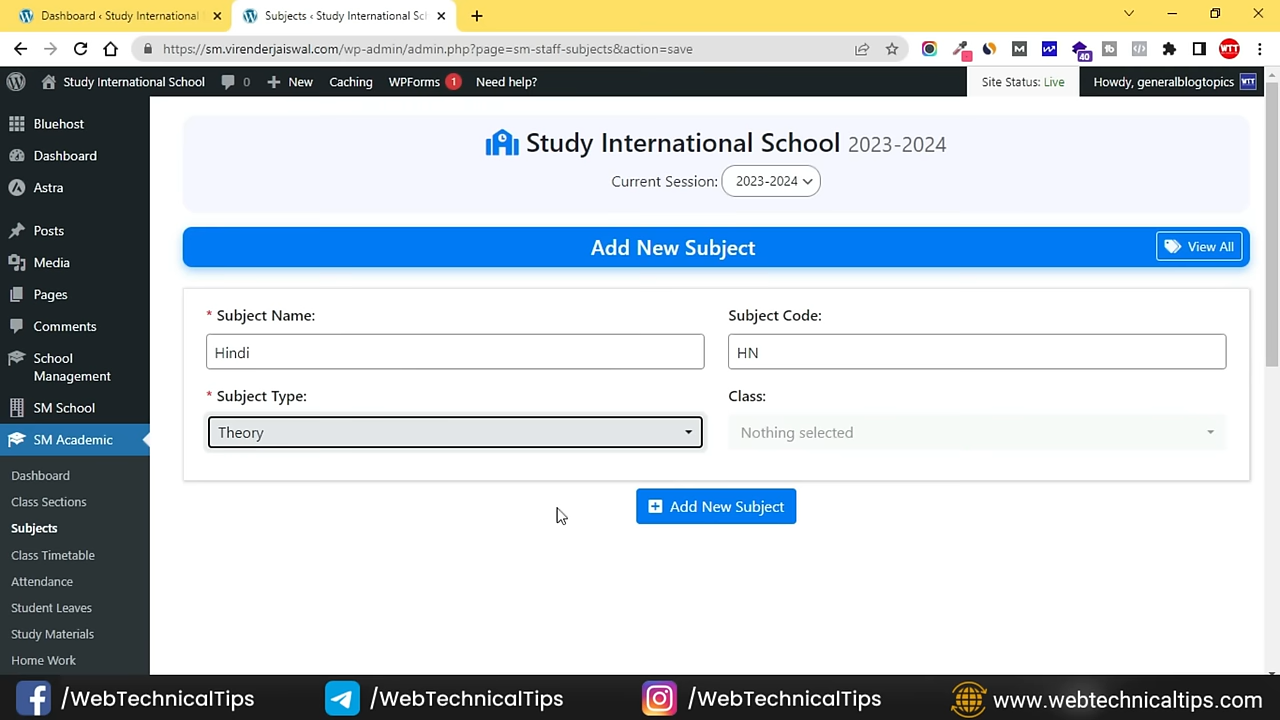 Dashboard ‹ Study International
Subjects ‹ Study International Sc
https://sm.virenderjaiswal.com/wp-admin/admin.php?page=sm-staff-subjects&action=save
40
WTT
Study International School
0
New
Caching
WPForms 1
Need help?
Site Status: Live
Howdy, generalblogtopics
WTT
Bluehost
Dashboard
Astra
Posts
Media
Pages
Comments
School
Management
SM School
SM Academic
Dashboard
Class Sections
Subjects
Class Timetable
Attendance
Student Leaves
Study Materials
Home Work
Study International School 2023-2024
Current Session: 2023-2024
Add New Subject
View All
* Subject Name:
Hindi
Subject Code:
HN
* Subject Type:
Theory
Class:
Nothing selected
Add New Subject
/WebTechnicalTips
/WebTechnicalTips
/WebTechnicalTips
www.webtechnicaltips.com